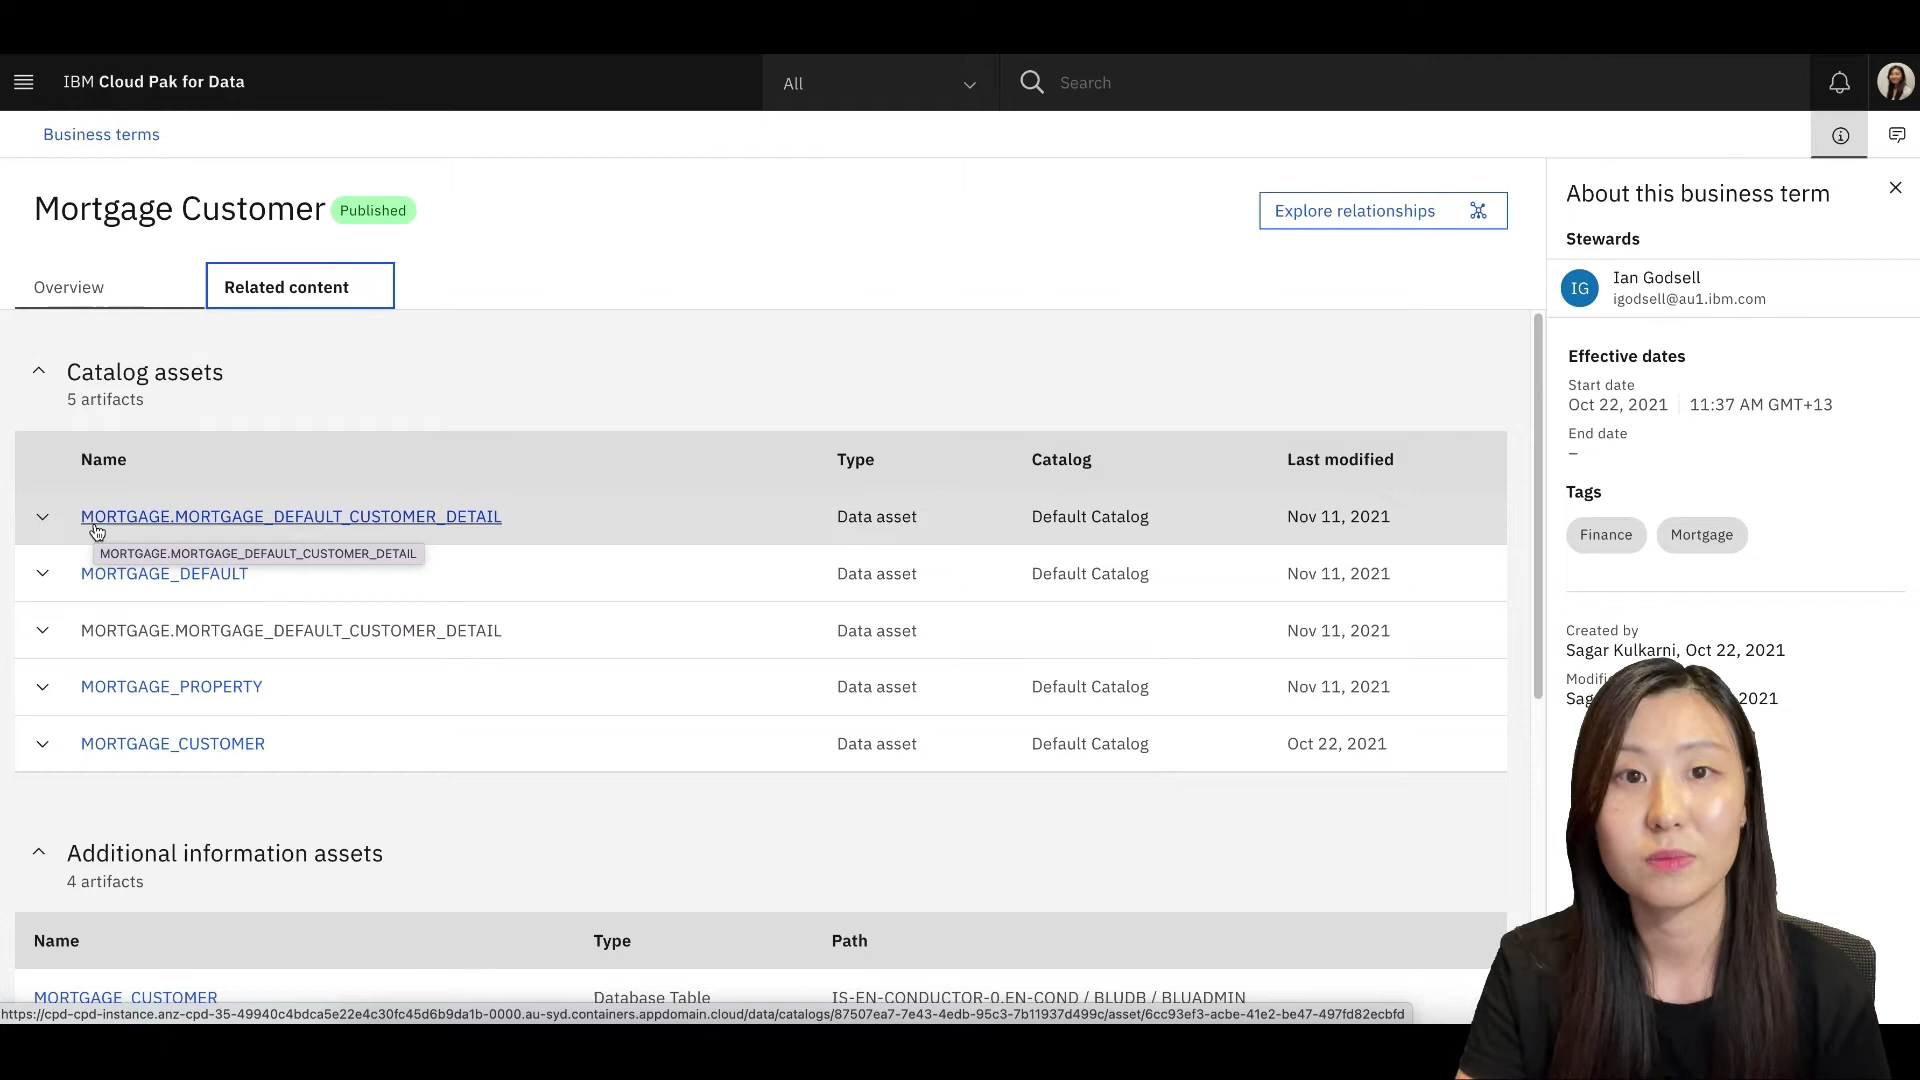 IBM Cloud Pak for Data
All
Search
Business terms
Mortgage Customer
Published
Explore relationships
Overview
Related content
Catalog assets
5 artifacts
Name Type Catalog Last modified
MORTGAGE.MORTGAGE_DEFAULT_CUSTOMER_DETAIL Data asset Default Catalog Nov 11, 2021
MORTGAGE.MORTGAGE_DEFAULT_CUSTOMER_DETAIL
MORTGAGE_DEFAULT Data asset Default Catalog Nov 11, 2021
MORTGAGE.MORTGAGE_DEFAULT_CUSTOMER_DETAIL Data asset Nov 11, 2021
MORTGAGE_PROPERTY Data asset Default Catalog Nov 11, 2021
MORTGAGE_CUSTOMER Data asset Default Catalog Oct 22, 2021
Additional information assets
4 artifacts
Name Type Path
MORTGAGE_CUSTOMER Database Table IS-EN-CONDUCTOR-0.EN-COND / BLUDB / BLUADMIN
https://cpd-cpd-instance.anz-cpd-35-49940c4bdca5e22e4c30fc45d6b9da1b-0000.au-syd.containers.appdomain.cloud/data/catalogs/87507ea7-7e43-4edb-95c3-7b11937d499c/asset/6cc93ef3-acbe-41e2-be47-497fd82ecbfd
About this business term
Stewards
IG
Ian Godsell
igodsell@au1.ibm.com
Effective dates
Start date
Oct 22, 2021 11:37 AM GMT+13
End date
–
Tags
Finance
Mortgage
Created by
Sagar Kulkarni, Oct 22, 2021
2021